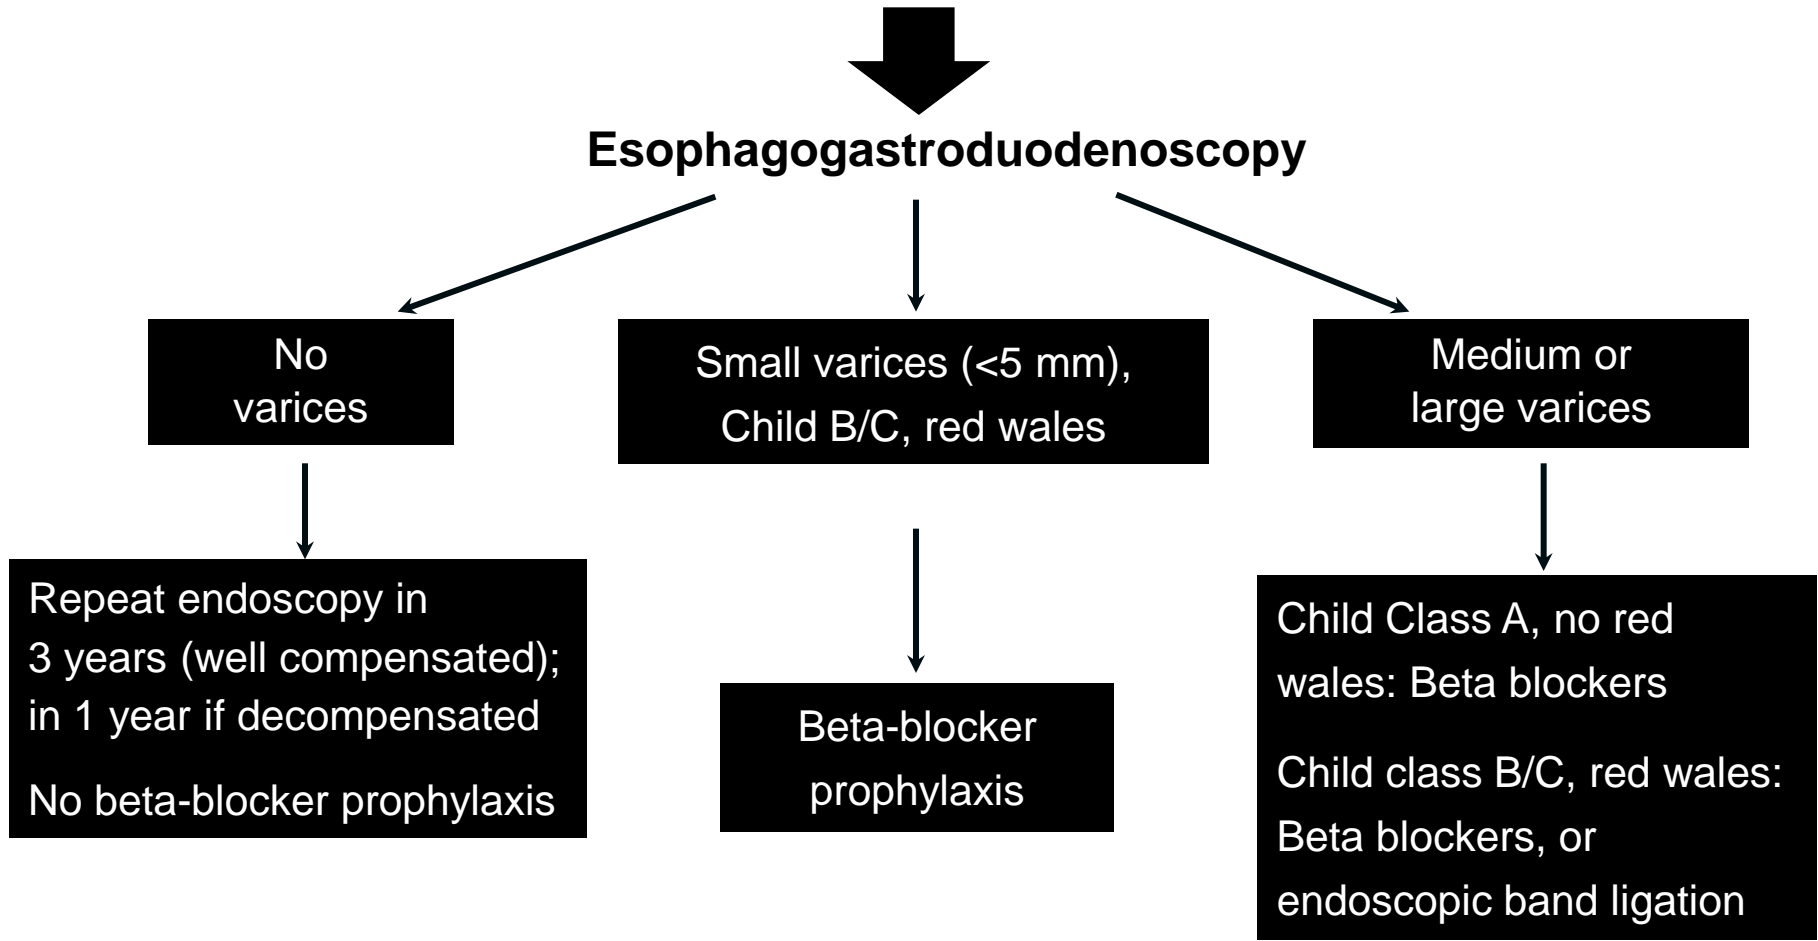 Esophagogastroduodenoscopy
No
varices
Small varices (<5 mm),
Child B/C, red wales
Medium or
large varices
Repeat endoscopy in
3 years (well compensated);
in 1 year if decompensated
No beta-blocker prophylaxis
Beta-blocker
prophylaxis
Child Class A, no red
wales: Beta blockers
Child class B/C, red wales:
Beta blockers, or
endoscopic band ligation